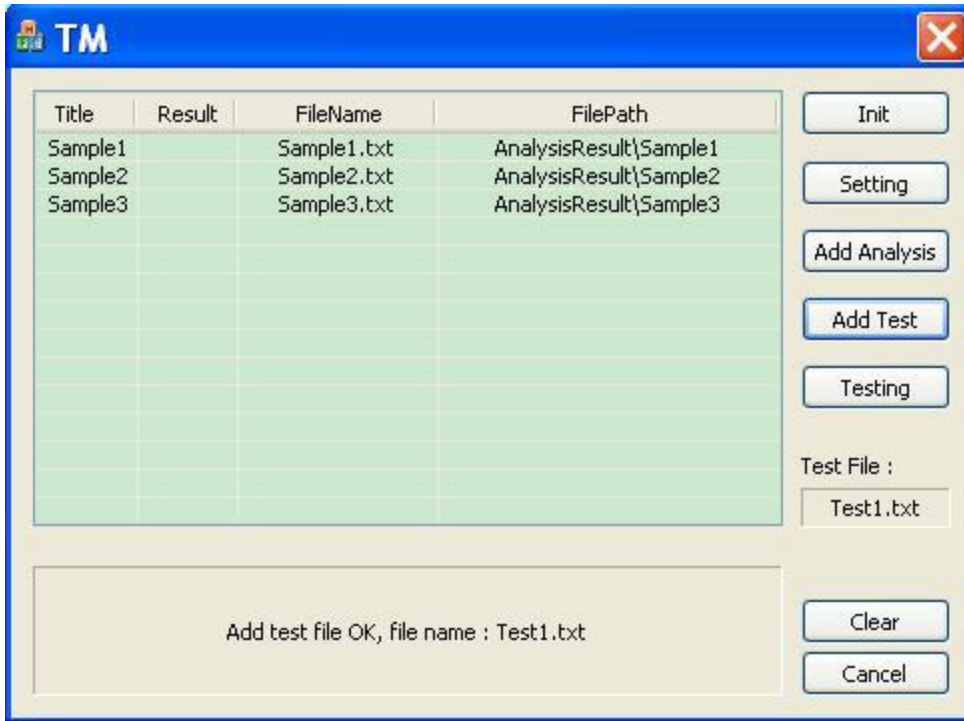 TM
Title Result FileName FilePath
Sample1 Sample1.txt AnalysisResult\Sample1
Sample2 Sample2.txt AnalysisResult\Sample2
Sample3 Sample3.txt AnalysisResult\Sample3
Init
Setting
Add Analysis
Add Test
Testing
Test File :
Test1.txt
Add test file OK, file name : Test1.txt
Clear
Cancel